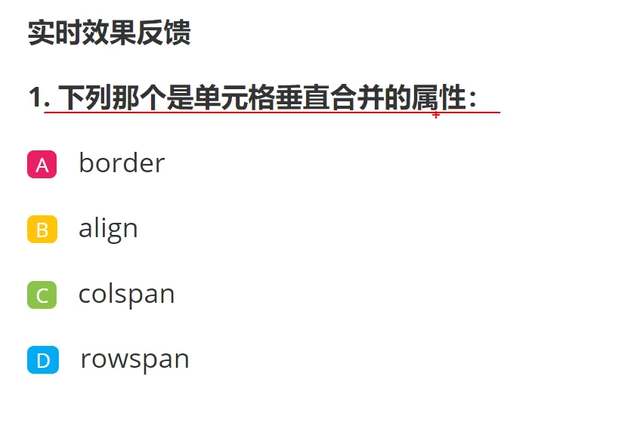 实时效果反馈
1. 下列那个是单元格垂直合并的属性：
A border
B align
C colspan
D rowspan